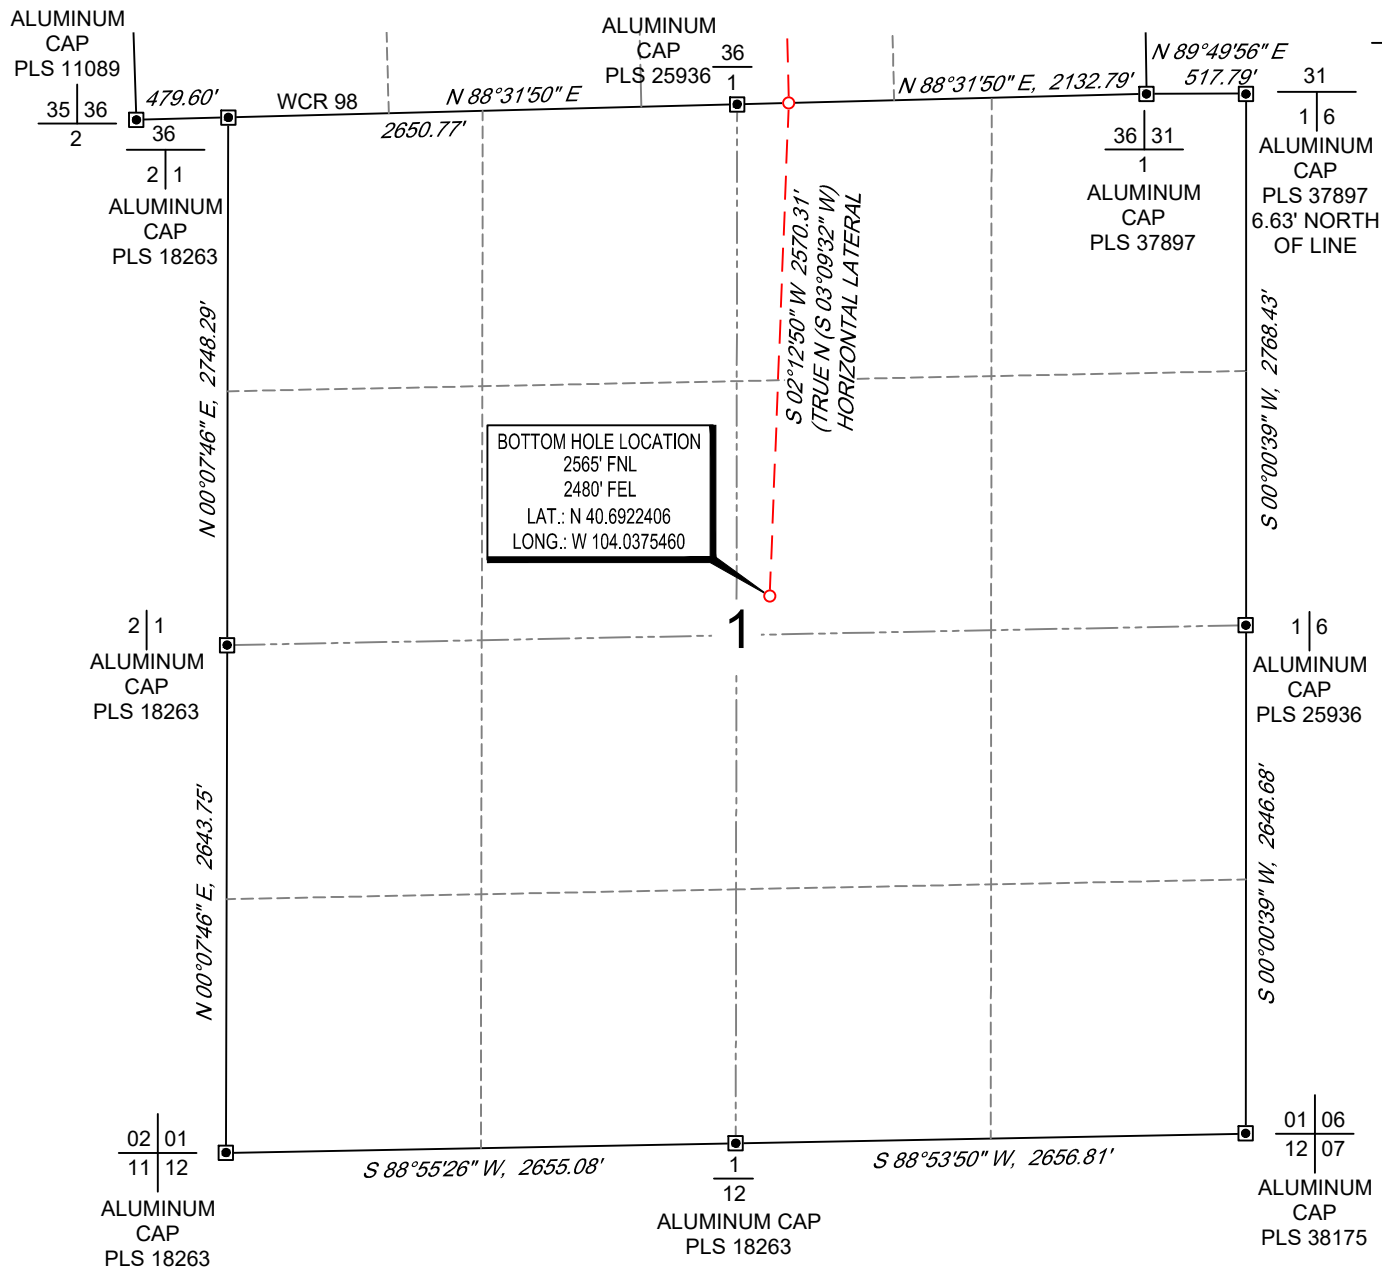 ALUMINUM
CAP
PLS 11089
35 36
2
479.60'
36
2 1
ALUMINUM
CAP
PLS 18263
WCR 98
N 88°31'50" E
2650.77'
ALUMINUM
CAP
PLS 25936
36
1
N 88°31'50" E, 2132.79'
N 89°49'56" E
517.79'
31
1 6
ALUMINUM
CAP
PLS 37897
6.63' NORTH
OF LINE
36 31
1
ALUMINUM
CAP
PLS 37897
S 02°12'50" W 2570.31'
(TRUE N (S 03°09'32" W)
HORIZONTAL LATERAL
N 00°07'46" E, 2748.29'
S 00°00'39" W, 2768.43'
BOTTOM HOLE LOCATION
2565' FNL
2480' FEL
LAT.: N 40.6922406
LONG.: W 104.0375460
1
2 1
ALUMINUM
CAP
PLS 18263
1 6
ALUMINUM
CAP
PLS 25936
N 00°07'46" E, 2643.75'
S 00°00'39" W, 2646.68'
02 01
11 12
ALUMINUM
CAP
PLS 18263
S 88°55'26" W, 2655.08'
1
12
ALUMINUM CAP
PLS 18263
S 88°53'50" W, 2656.81'
01 06
12 07
ALUMINUM
CAP
PLS 38175